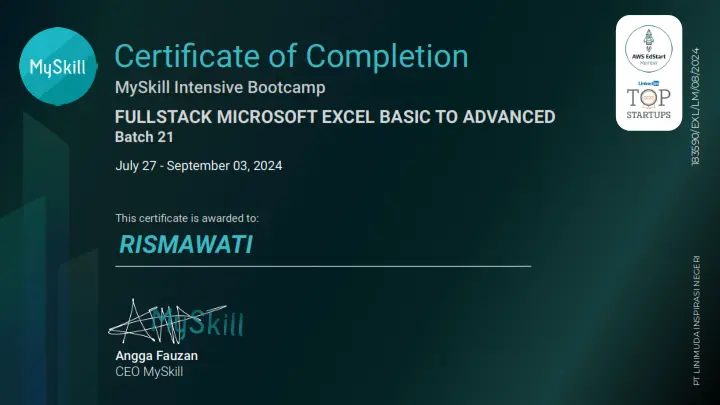 MySkill
Certificate of Completion
MySkill Intensive Bootcamp
FULLSTACK MICROSOFT EXCEL BASIC TO ADVANCED
Batch 21
July 27 - September 03, 2024
This certificate is awarded to:
RISMAWATI
MySkill
Angga Fauzan
CEO MySkill
AWS EdStart
Member
LinkedIn
TOP
STARTUPS
183590/EXL/LM/08/2024
PT LINIMUDA INSPIRASI NEGERI